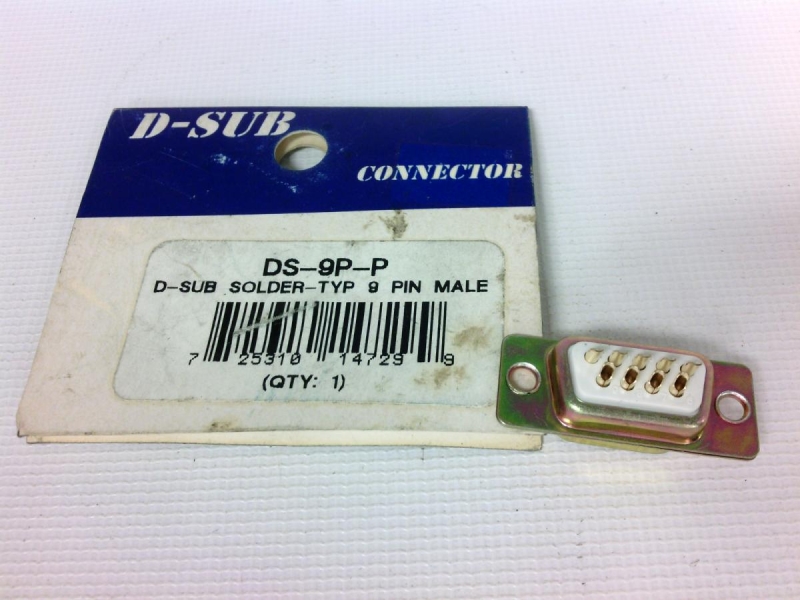 D-SUB
CONNECTOR
DS-9P-P
D-SUB SOLDER-TYP 9 PIN MALE
7 25310 14729 9
(QTY: 1)